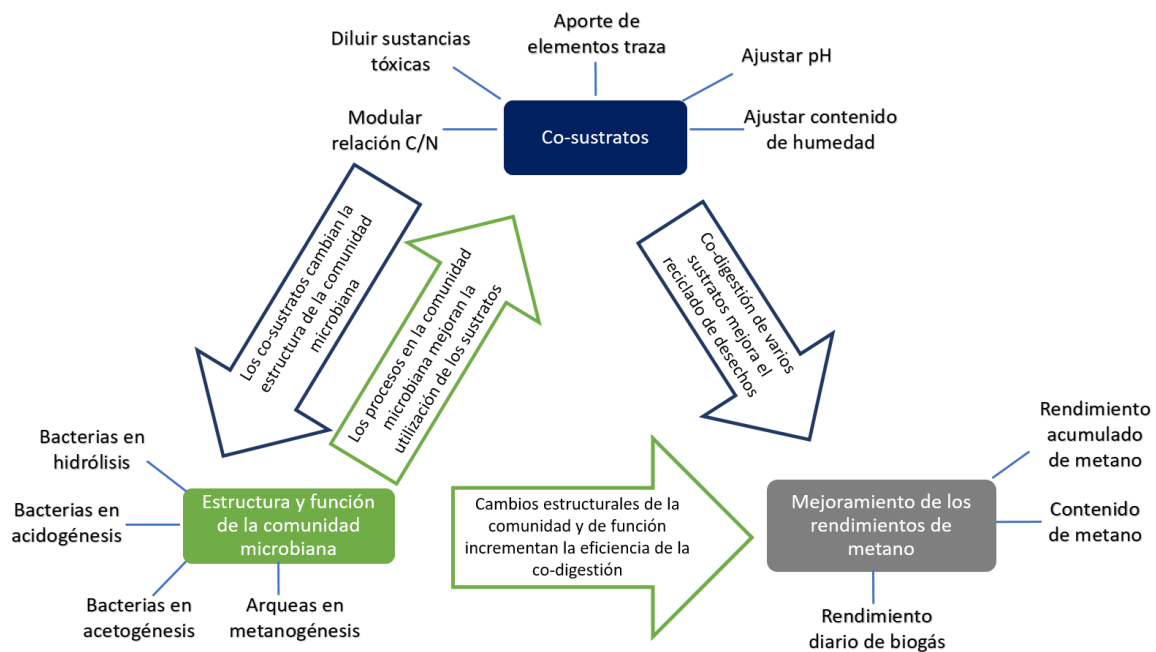 Diluir sustancias
tóxicas
Aporte de
elementos traza
Ajustar pH
Modular
relación C/N
Co-sustratos
Ajustar contenido
de humedad
Los co-sustratos cambian la
estructura de la comunidad
microbiana
Los procesos en la comunidad
microbiana mejoran la
utilización de los sustratos
Co-digestión de varios
sustratos mejora el
reciclado de desechos
Bacterias en
hidrólisis
Bacterias en
acidogénesis
Estructura y función
de la comunidad
microbiana
Bacterias en
acetogénesis
Arqueas en
metanogénesis
Cambios estructurales de la
comunidad y de función
incrementan la eficiencia de la
co-digestión
Mejoramiento de los
rendimientos de
metano
Rendimiento
acumulado
de metano
Contenido
de metano
Rendimiento
diario de biogás